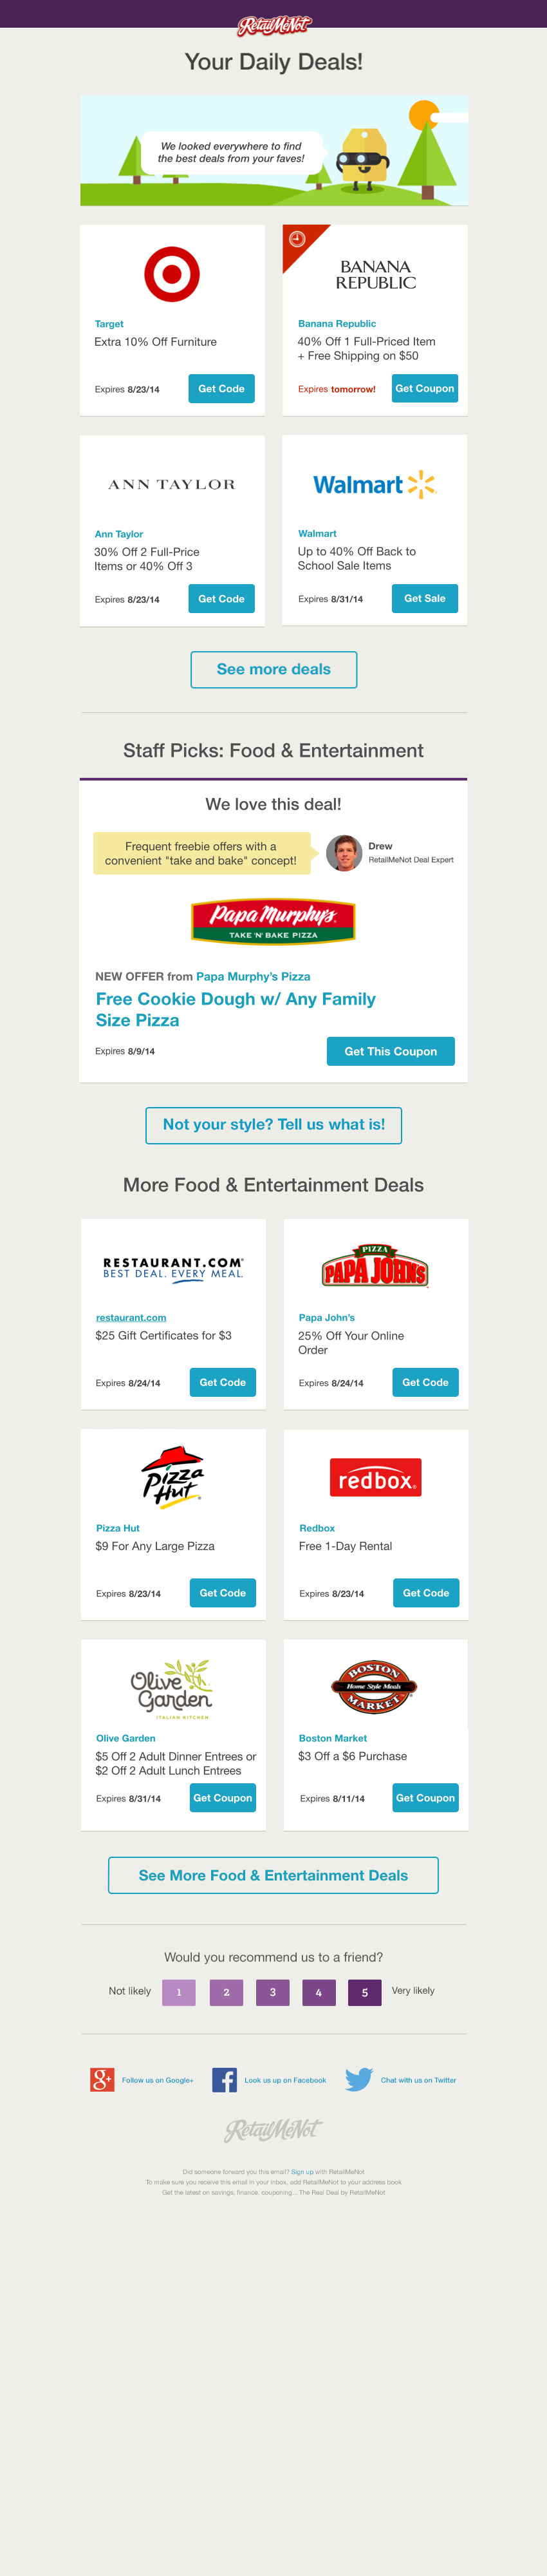 RetailMeNot
Your Daily Deals!
We looked everywhere to find
the best deals from your faves!
Target
Extra 10% Off Furniture
Expires 8/23/14
Get Code
BANANA
REPUBLIC
Banana Republic
40% Off 1 Full-Priced Item
+ Free Shipping on $50
Expires tomorrow!
Get Coupon
ANN TAYLOR
Ann Taylor
30% Off 2 Full-Price
Items or 40% Off 3
Expires 8/23/14
Get Code
Walmart
Walmart
Up to 40% Off Back to
School Sale Items
Expires 8/31/14
Get Sale
See more deals
Staff Picks: Food & Entertainment
We love this deal!
Frequent freebie offers with a
convenient "take and bake" concept!
Drew
RetailMeNot Deal Expert
Papa Murphy's
TAKE 'N' BAKE PIZZA
NEW OFFER from Papa Murphy's Pizza
Free Cookie Dough w/ Any Family
Size Pizza
Expires 8/9/14
Get This Coupon
Not your style? Tell us what is!
More Food & Entertainment Deals
RESTAURANT.COM
BEST DEAL. EVERY MEAL.
restaurant.com
$25 Gift Certificates for $3
Expires 8/24/14
Get Code
PIZZA
PAPA JOHN'S
Papa John's
25% Off Your Online
Order
Expires 8/24/14
Get Code
Pizza
Hut
Pizza Hut
$9 For Any Large Pizza
Expires 8/23/14
Get Code
redbox.
Redbox
Free 1-Day Rental
Expires 8/23/14
Get Code
Olive
Garden
ITALIAN KITCHEN
Olive Garden
$5 Off 2 Adult Dinner Entrees or
$2 Off 2 Adult Lunch Entrees
Expires 8/31/14
Get Coupon
BOSTON
Home Style Meals
MARKET
Boston Market
$3 Off a $6 Purchase
Expires 8/11/14
Get Coupon
See More Food & Entertainment Deals
Would you recommend us to a friend?
Not likely 1 2 3 4 5 Very likely
g+ Follow us on Google+
f Look us up on Facebook
Chat with us on Twitter
RetailMeNot
Did someone forward you this email? Sign up with RetailMeNot
To make sure you receive this email in your inbox, add RetailMeNot to your address book
Get the latest on savings, finance, couponing... The Real Deal by RetailMeNot